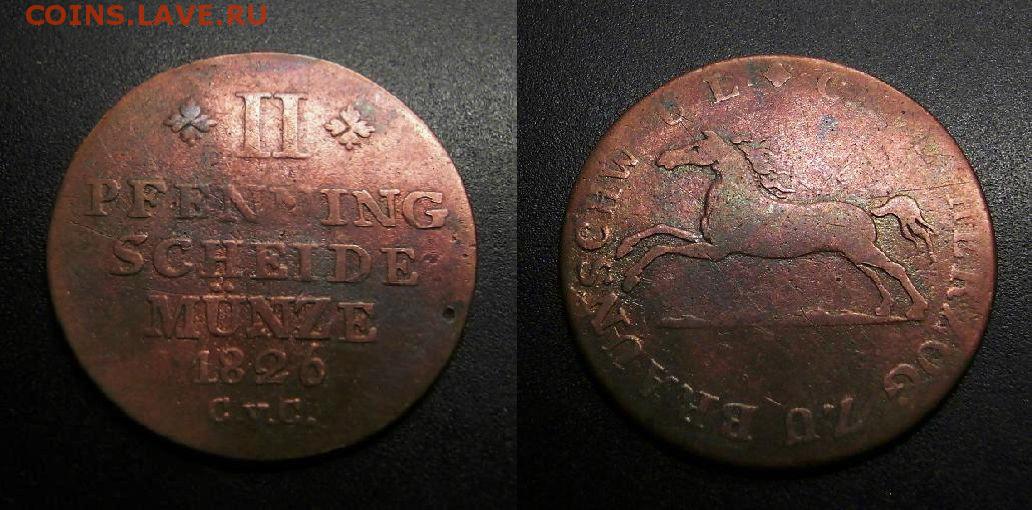 COINS.LAVE.RU
II
PFENNING
SCHEIDE
MÜNZE
1826
C.v.C.
ZU BRAUNSCHW U L